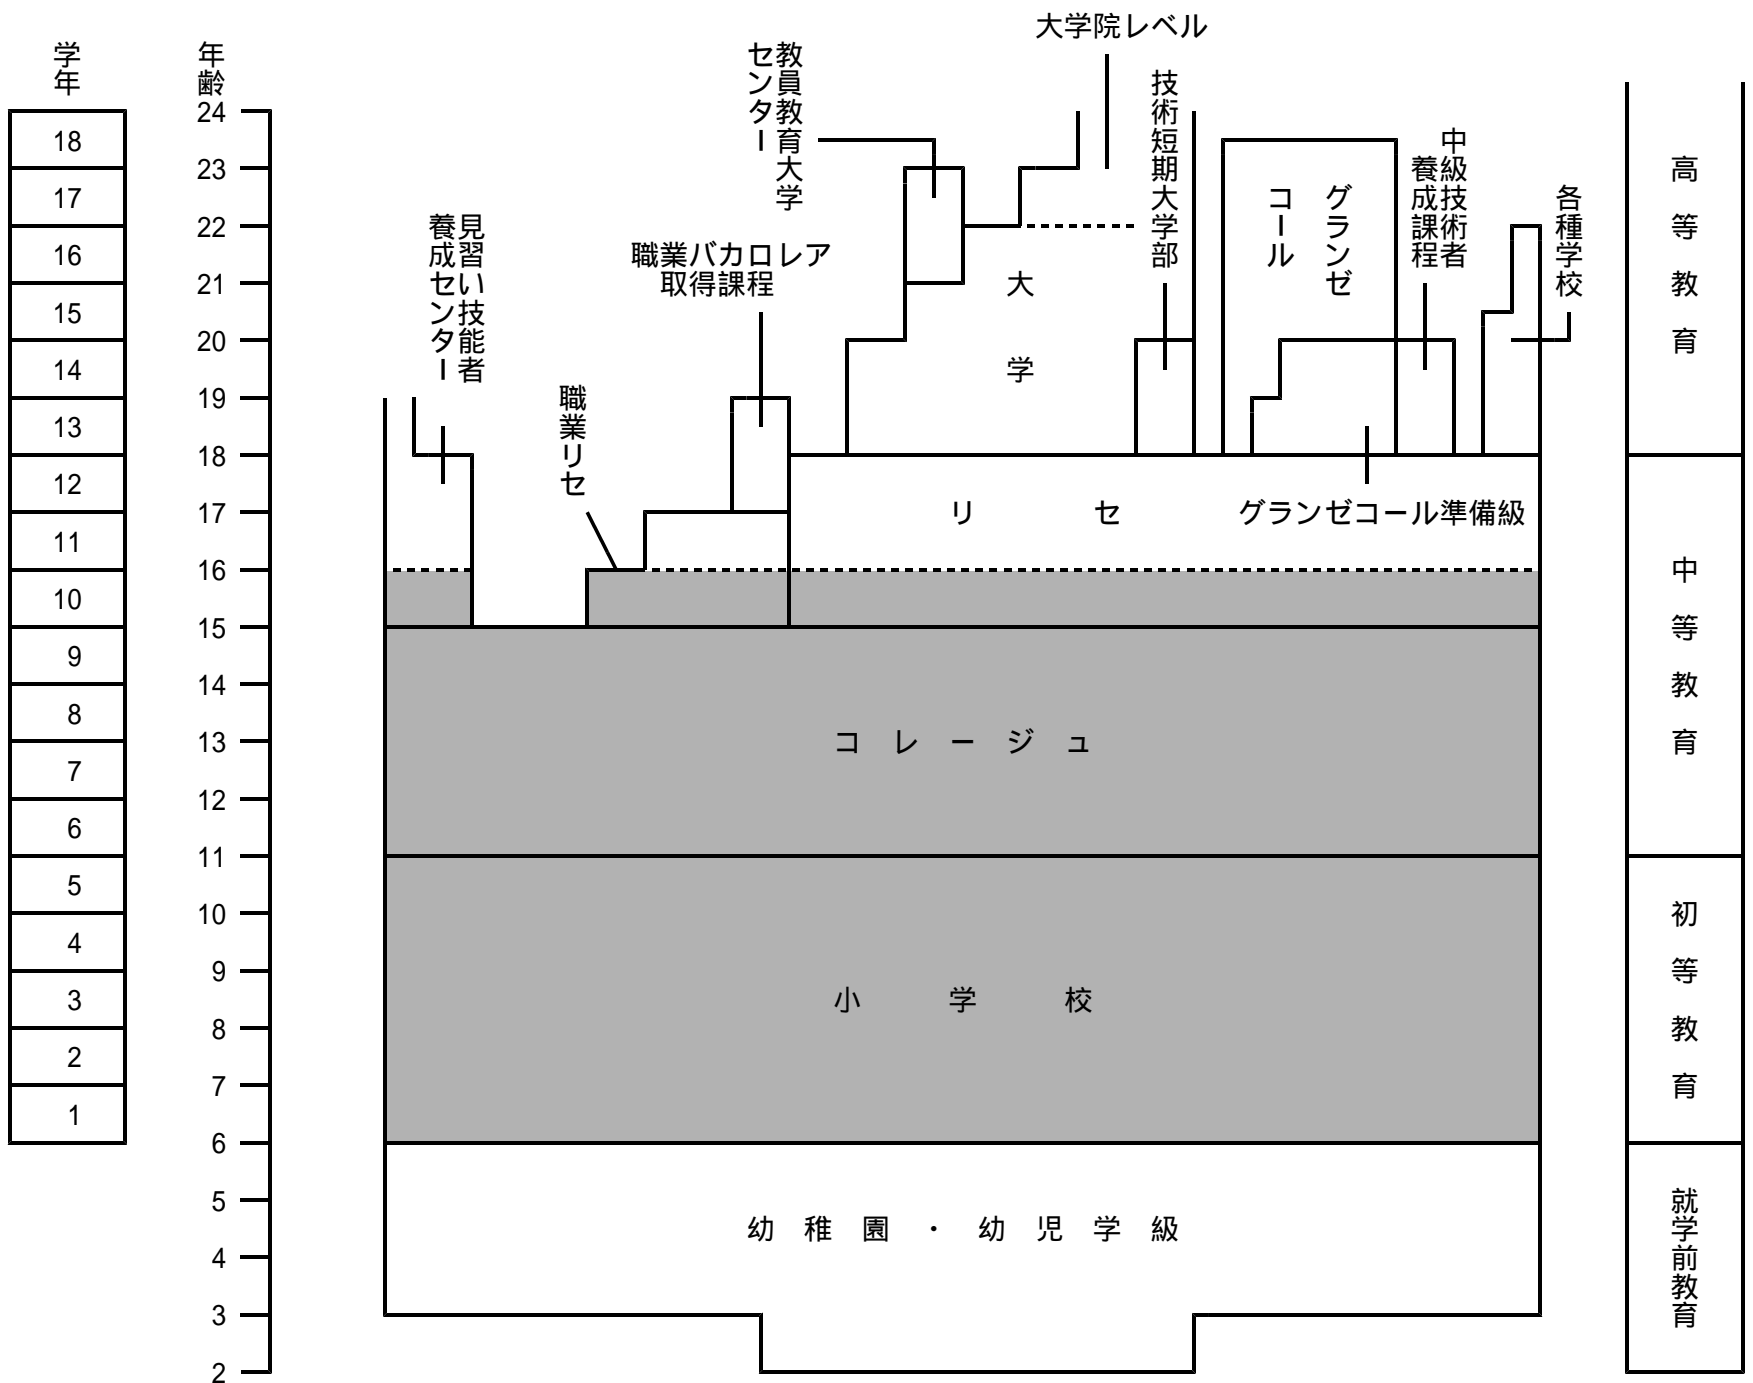 学年
年齢
18
17
16
15
14
13
12
11
10
9
8
7
6
5
4
3
2
1
24
23
22
21
20
19
18
17
16
15
14
13
12
11
10
9
8
7
6
5
4
3
2
見習い技能者
養成センター
職業リセ
職業バカロレア
取得課程
教員教育大学
センター
大学院レベル
大学
技術短期大学部
グランゼ
コール
中級技術者
養成課程
各種学校
リセ
グランゼコール準備級
コレージュ
小学校
幼稚園・幼児学級
高等教育
中等教育
初等教育
就学前教育